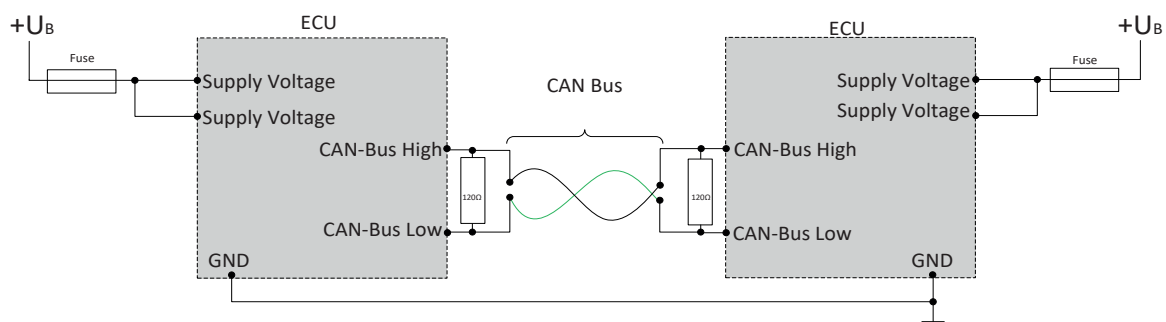 ECU
ECU
+UB
+UB
Fuse
Fuse
Supply Voltage
Supply Voltage
CAN Bus
Supply Voltage
Supply Voltage
CAN-Bus High
CAN-Bus High
120Ω
120Ω
CAN-Bus Low
CAN-Bus Low
GND
GND